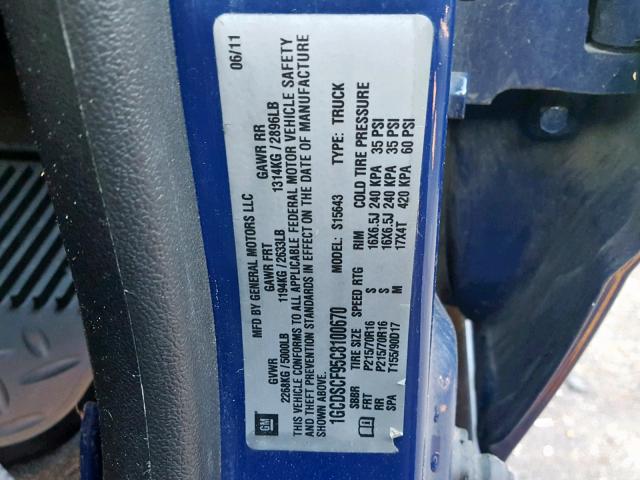 MFD BY GENERAL MOTORS LLC 06/11
GVWR GAWR FRT GAWR RR
2268KG / 5000LB 1194KG / 2633LB 1314KG / 2896LB
THIS VEHICLE CONFORMS TO ALL APPLICABLE FEDERAL MOTOR VEHICLE SAFETY
AND THEFT PREVENTION STANDARDS IN EFFECT ON THE DATE OF MANUFACTURE
SHOWN ABOVE.
1GCDSCF95C8100670 MODEL: S15643 TYPE: TRUCK
SBBR TIRE SIZE SPEED RTG RIM COLD TIRE PRESSURE
FRT P215/70R16 S 16X6.5J 240 KPA 35 PSI
RR P215/70R16 S 16X6.5J 240 KPA 35 PSI
SPA T155/90D17 M 17X4T 420 KPA 60 PSI
GM